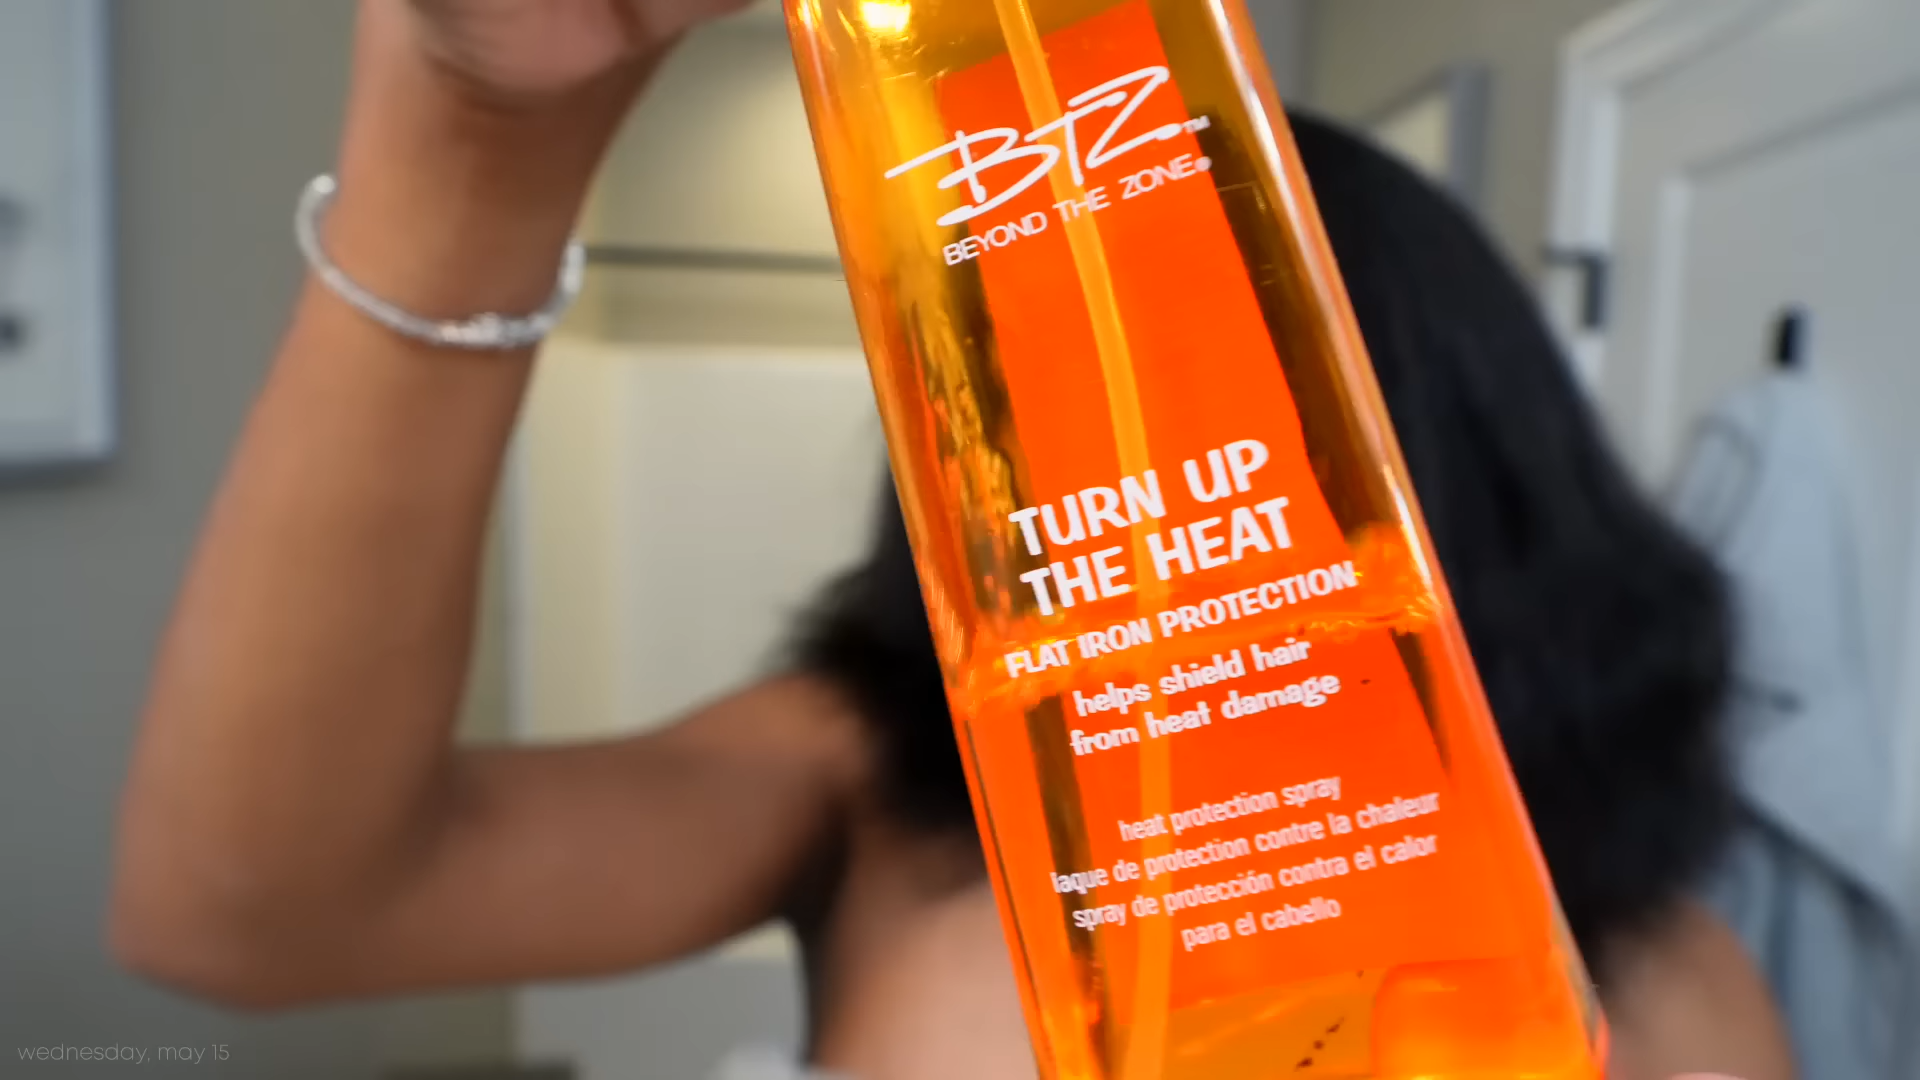 BTZ™
BEYOND THE ZONE®
TURN UP
THE HEAT
FLAT IRON PROTECTION
helps shield hair
from heat damage
heat protection spray
laque de protection contre la chaleur
spray de protección contra el calor
para el cabello
wednesday, may 15